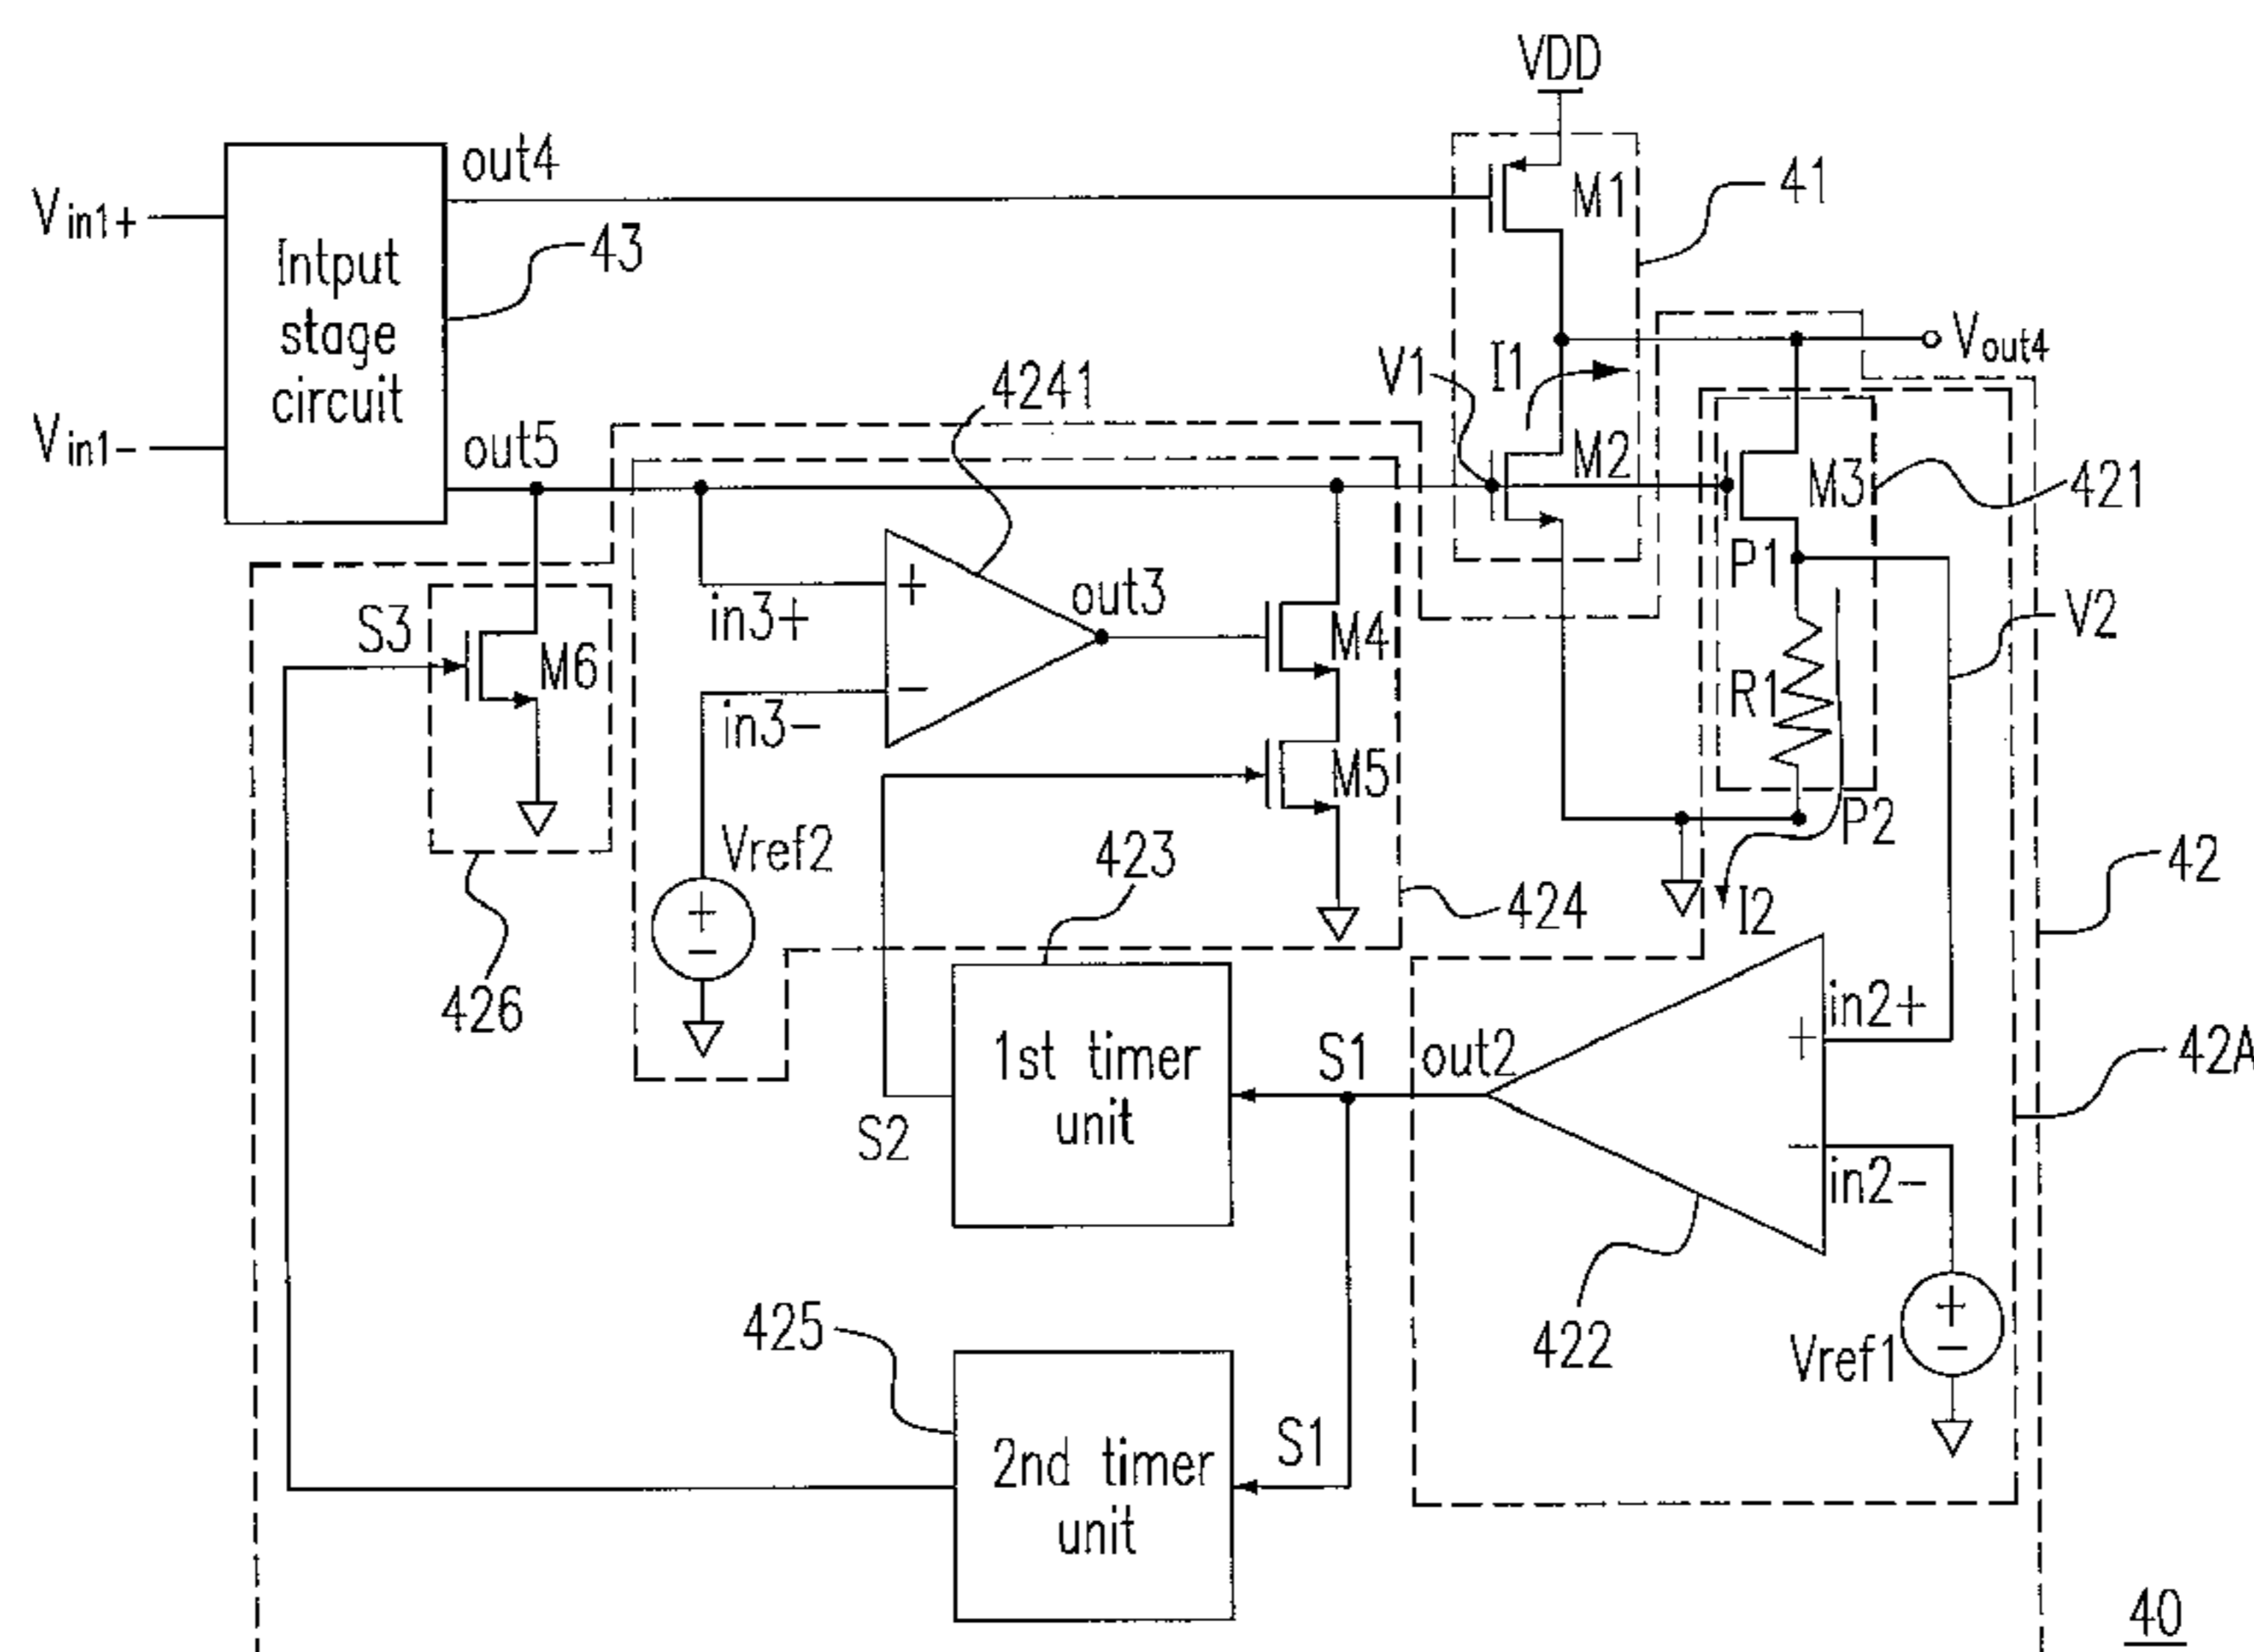 VDD
out4
M1
41
Vin1+
43
Intput
stage
circuit
Vout4
V1
I1
4241
Vin1-
out5
M2
M3
421
P1
out3
+
in3+
S3
M6
M4
V2
R1
in3-
−
M5
P2
Vref2
423
42
+
−
424
I2
426
in2+
+
1st timer
unit
S1
out2
42A
S2
−
in2-
425
422
+
−
Vref1
2nd timer
unit
S1
40